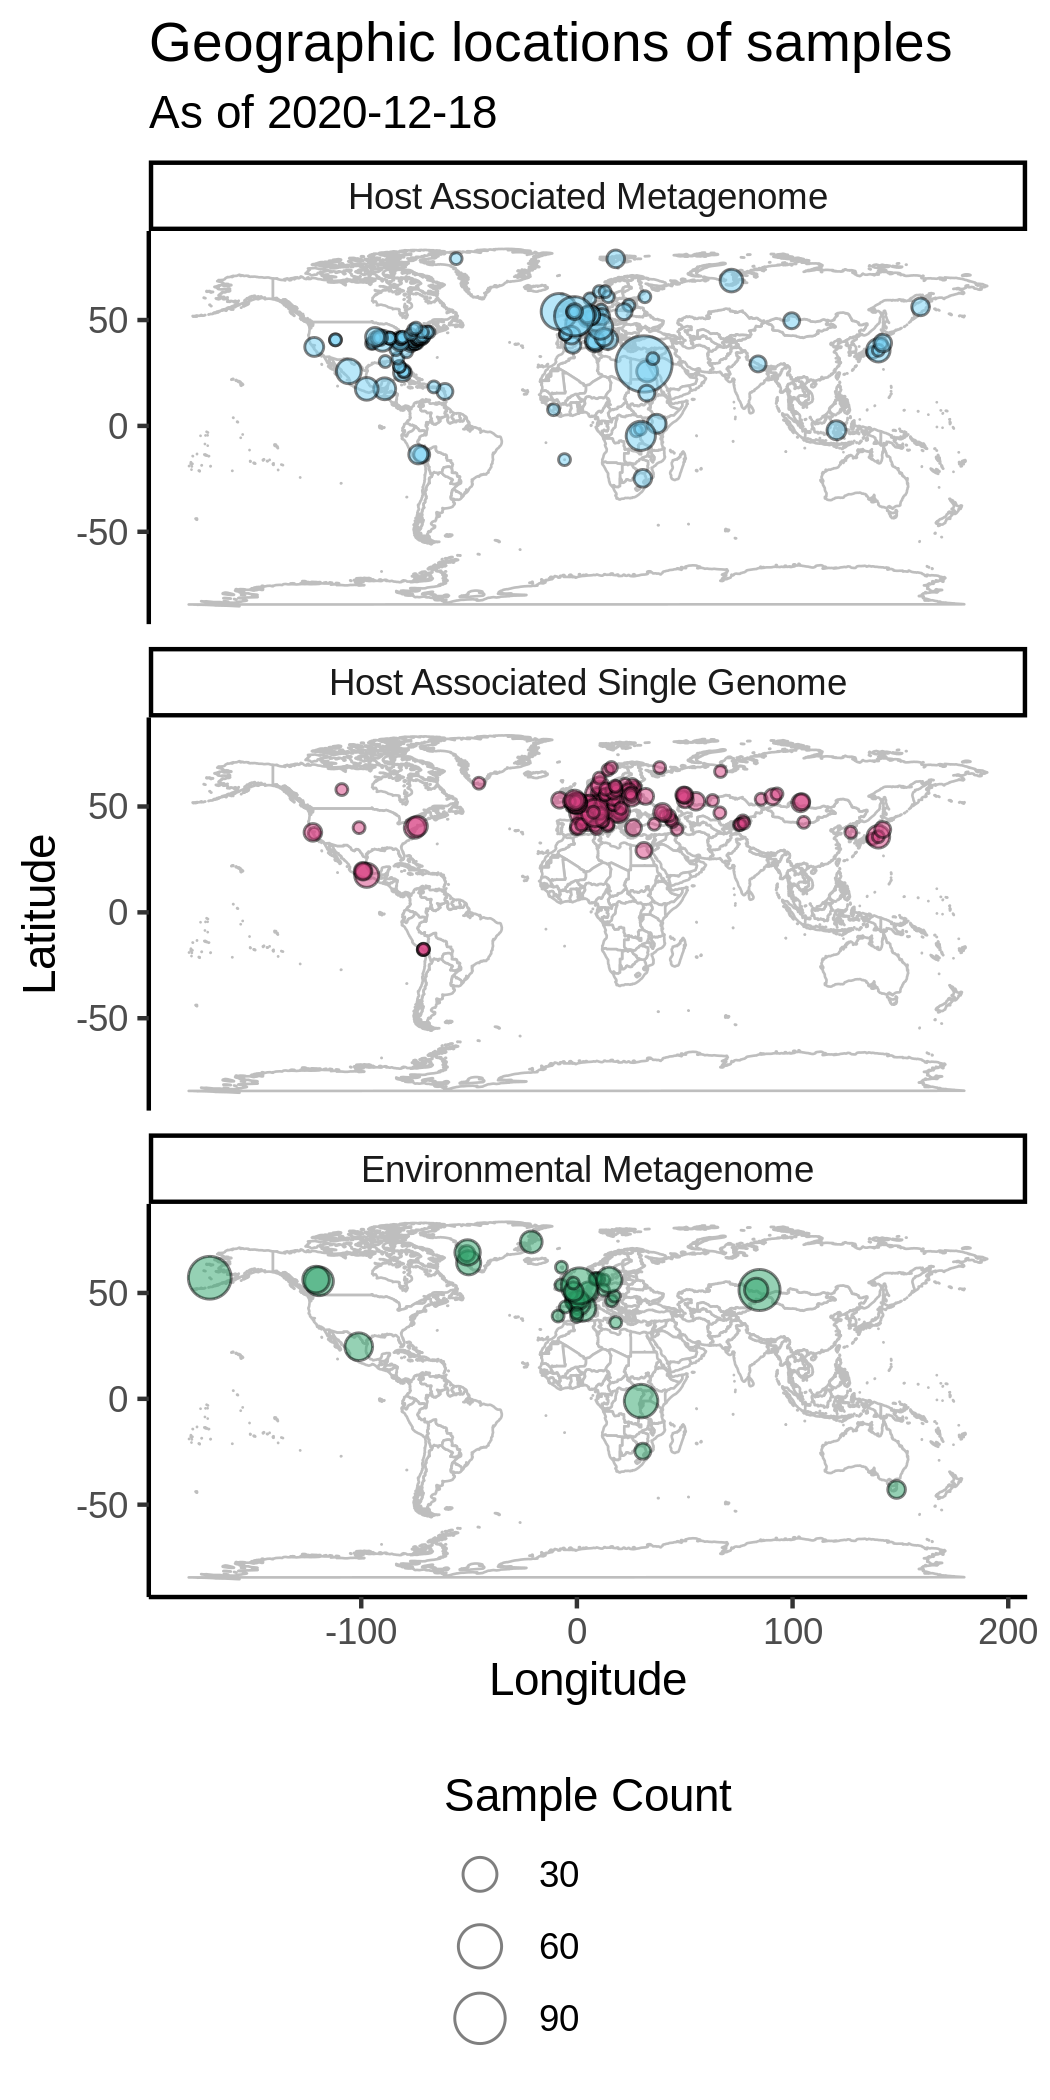 Geographic locations of samples
As of 2020-12-18
Host Associated Metagenome
50
0
-50
Host Associated Single Genome
50
0
-50
Latitude
Environmental Metagenome
50
0
-50
-100 0 100 200
Longitude
Sample Count
30
60
90